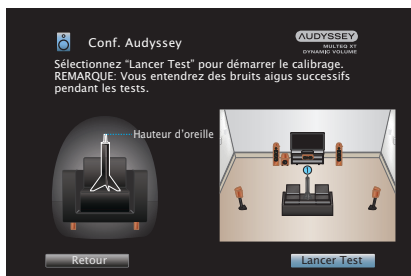 Conf. Audyssey
AUDYSSEY
MULTEQ XT
DYNAMIC VOLUME
Sélectionnez “Lancer Test” pour démarrer le calibrage.
REMARQUE: Vous entendrez des bruits aigus successifs
pendant les tests.
Hauteur d’oreille
1
Retour
Lancer Test